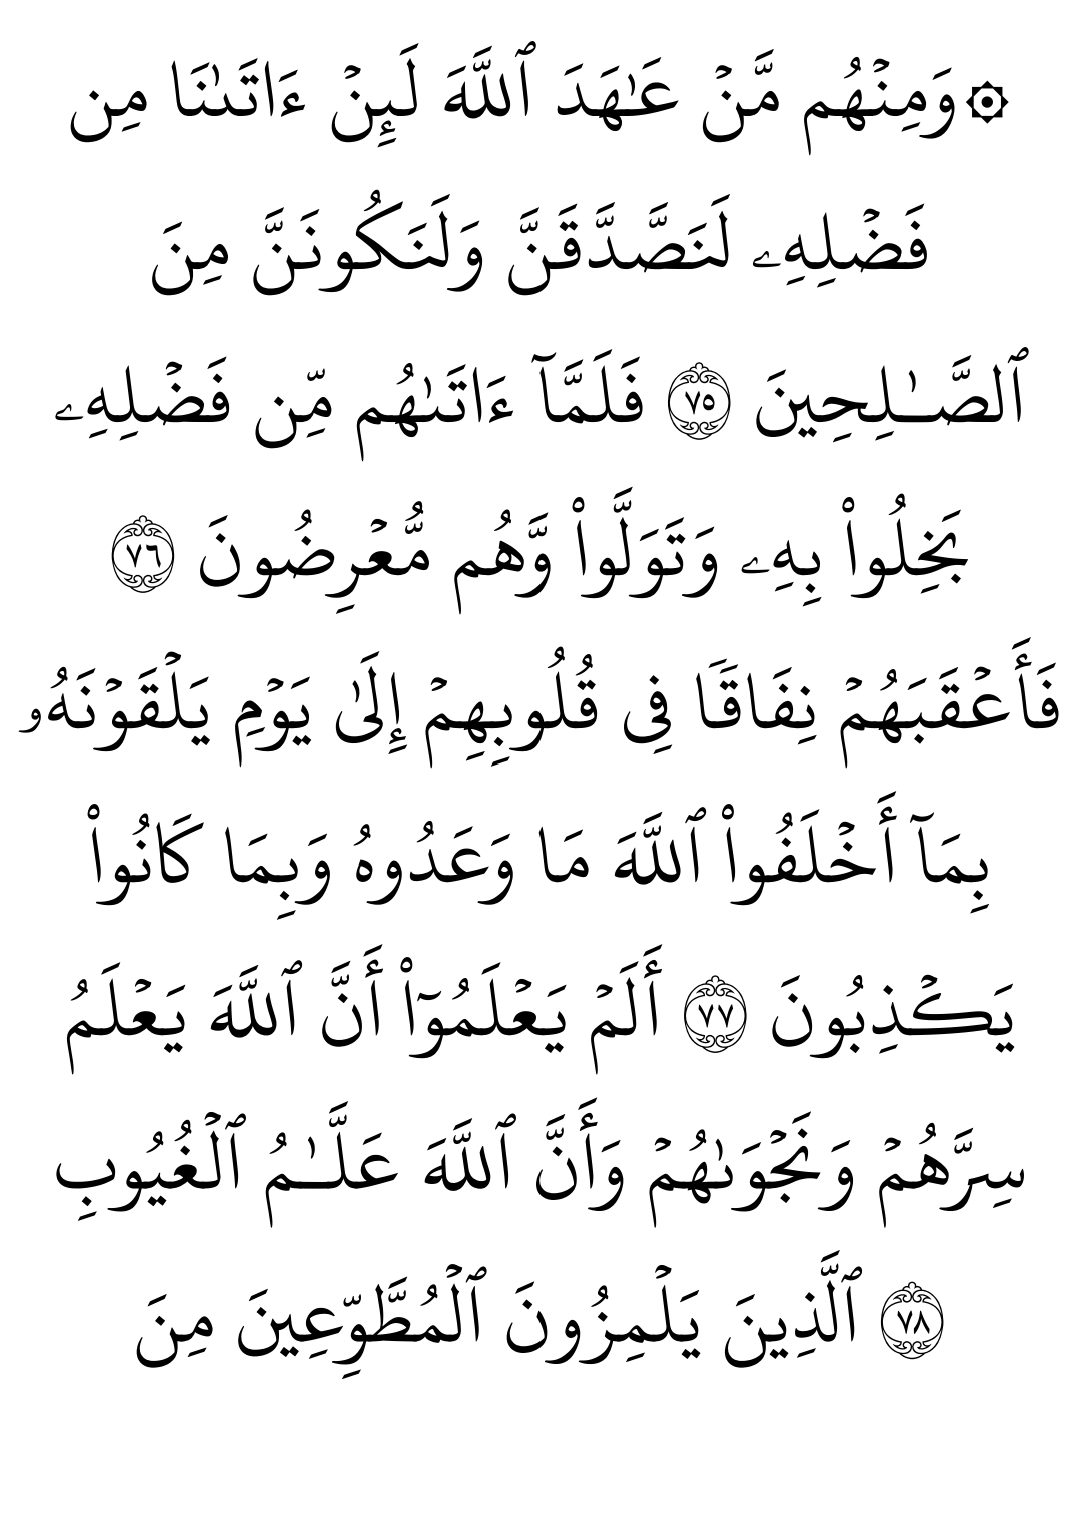 ۞وَمِنْهُم مَّنْ عَٰهَدَ ٱللَّهَ لَئِنْ ءَاتَىٰنَا مِن
فَضْلِهِۦ لَنَصَّدَّقَنَّ وَلَنَكُونَنَّ مِنَ
ٱلصَّـٰلِحِينَ ٧٥ فَلَمَّآ ءَاتَىٰهُم مِّن فَضْلِهِۦ
بَخِلُوا۟ بِهِۦ وَتَوَلَّوا۟ وَّهُم مُّعْرِضُونَ ٧٦
فَأَعْقَبَهُمْ نِفَاقًا فِى قُلُوبِهِمْ إِلَىٰ يَوْمِ يَلْقَوْنَهُۥ
بِمَآ أَخْلَفُوا۟ ٱللَّهَ مَا وَعَدُوهُ وَبِمَا كَانُوا۟
يَكْذِبُونَ ٧٧ أَلَمْ يَعْلَمُوٓا۟ أَنَّ ٱللَّهَ يَعْلَمُ
سِرَّهُمْ وَنَجْوَىٰهُمْ وَأَنَّ ٱللَّهَ عَلَّـٰمُ ٱلْغُيُوبِ
٧٨ ٱلَّذِينَ يَلْمِزُونَ ٱلْمُطَّوِّعِينَ مِنَ